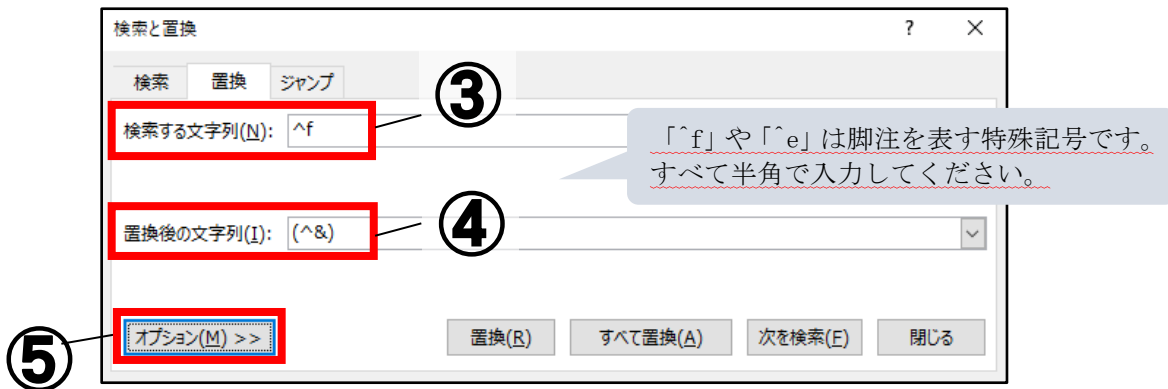 検索と置換 ? ×
検索 置換 ジャンプ
③
検索する文字列(N): ^f
「^f」や「^e」は脚注を表す特殊記号です。
すべて半角で入力してください。
④
置換後の文字列(I): (^&)
⑤
オプション(M) >> 置換(R) すべて置換(A) 次を検索(F) 閉じる